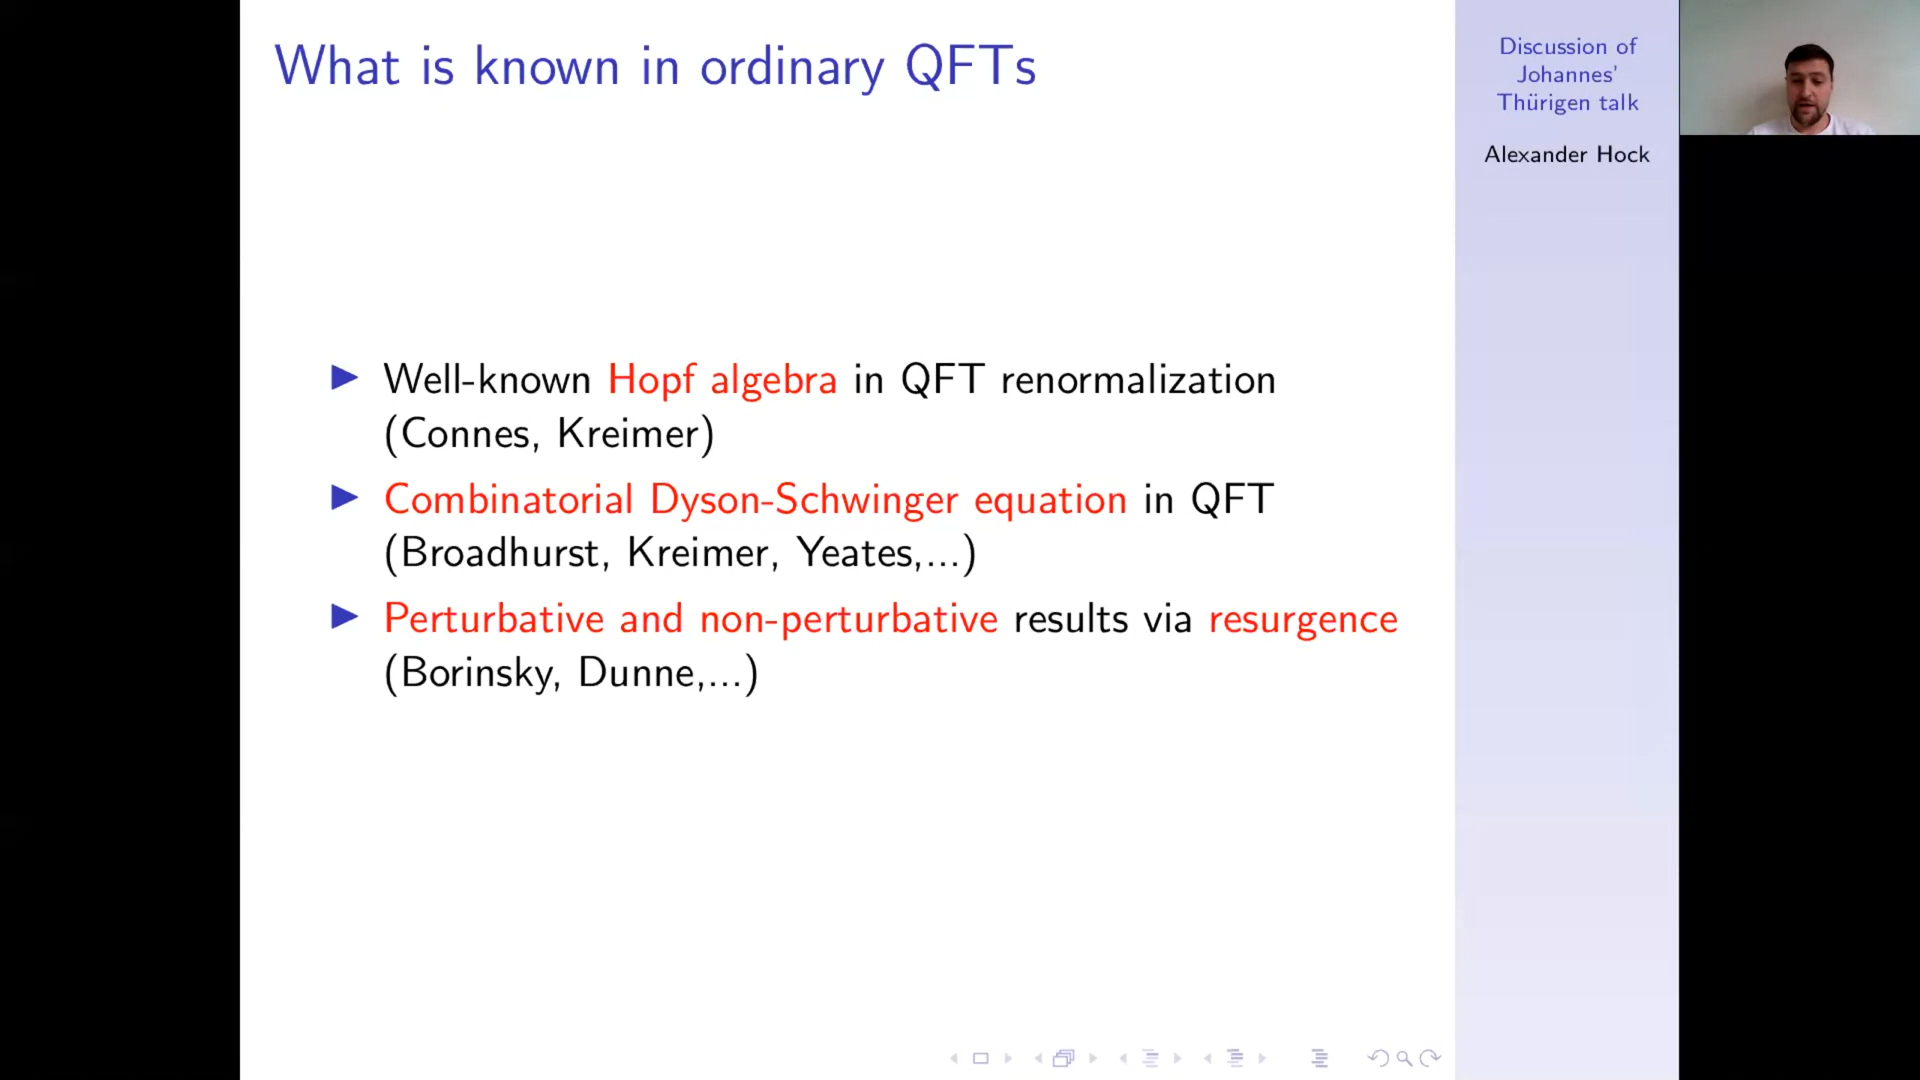 What is known in ordinary QFTs
Well-known Hopf algebra in QFT renormalization
(Connes, Kreimer)
Combinatorial Dyson-Schwinger equation in QFT
(Broadhurst, Kreimer, Yeates,...)
Perturbative and non-perturbative results via resurgence
(Borinsky, Dunne,...)
Discussion of
Johannes'
Thürigen talk
Alexander Hock